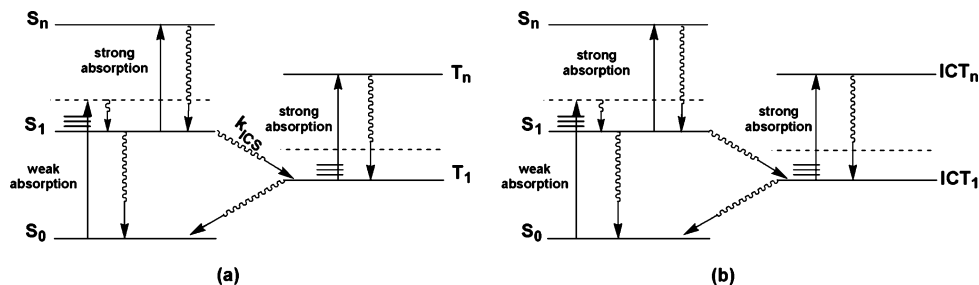 Sn
strong
absorption
Tn
strong
absorption
S1
kICS
weak
absorption
T1
S0
(a)
Sn
strong
absorption
ICTn
strong
absorption
S1
weak
absorption
ICT1
S0
(b)